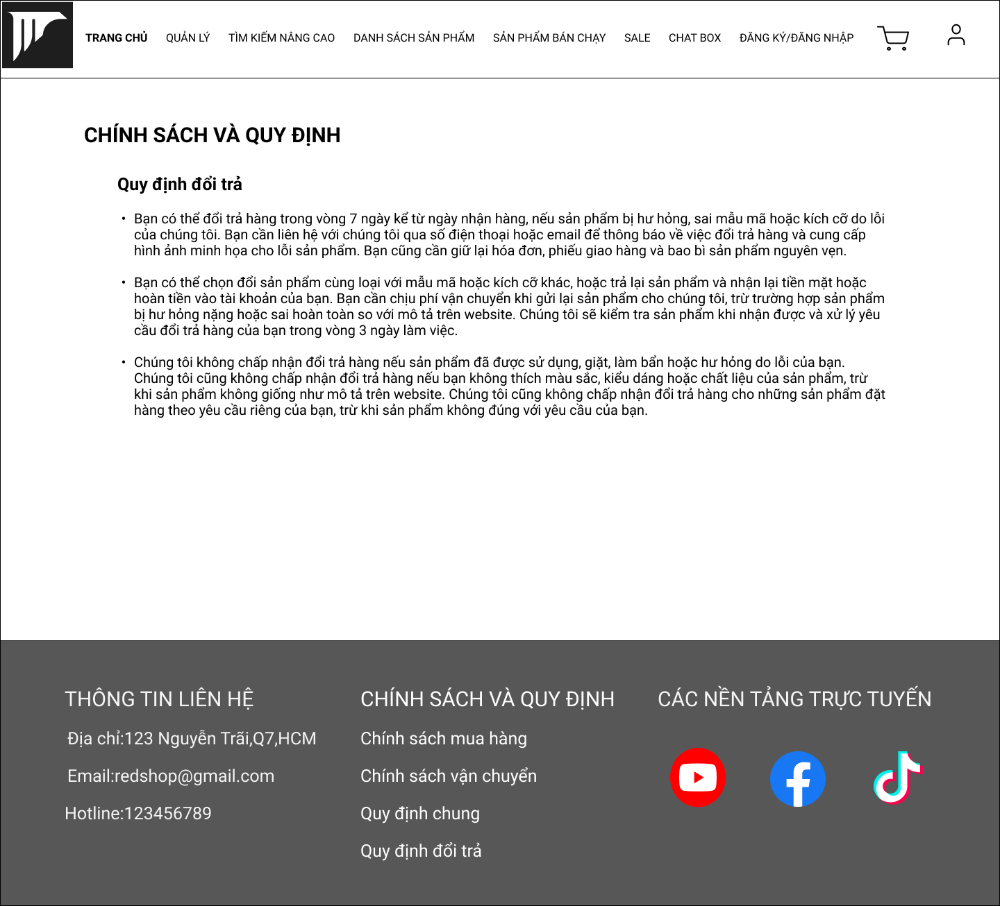 TRANG CHỦ QUẢN LÝ TÌM KIẾM NÂNG CAO DANH SÁCH SẢN PHẨM SẢN PHẨM BÁN CHẠY SALE CHAT BOX ĐĂNG KÝ/ĐĂNG NHẬP
CHÍNH SÁCH VÀ QUY ĐỊNH
Quy định đổi trả
• Bạn có thể đổi trả hàng trong vòng 7 ngày kể từ ngày nhận hàng, nếu sản phẩm bị hư hỏng, sai mẫu mã hoặc kích cỡ do lỗi
của chúng tôi. Bạn cần liên hệ với chúng tôi qua số điện thoại hoặc email để thông báo về việc đổi trả hàng và cung cấp
hình ảnh minh họa cho lỗi sản phẩm. Bạn cũng cần giữ lại hóa đơn, phiếu giao hàng và bao bì sản phẩm nguyên vẹn.
• Bạn có thể chọn đổi sản phẩm cùng loại với mẫu mã hoặc kích cỡ khác, hoặc trả lại sản phẩm và nhận lại tiền mặt hoặc
hoàn tiền vào tài khoản của bạn. Bạn cần chịu phí vận chuyển khi gửi lại sản phẩm cho chúng tôi, trừ trường hợp sản phẩm
bị hư hỏng nặng hoặc sai hoàn toàn so với mô tả trên website. Chúng tôi sẽ kiểm tra sản phẩm khi nhận được và xử lý yêu
cầu đổi trả hàng của bạn trong vòng 3 ngày làm việc.
• Chúng tôi không chấp nhận đổi trả hàng nếu sản phẩm đã được sử dụng, giặt, làm bẩn hoặc hư hỏng do lỗi của bạn.
Chúng tôi cũng không chấp nhận đổi trả hàng nếu bạn không thích màu sắc, kiểu dáng hoặc chất liệu của sản phẩm, trừ
khi sản phẩm không giống như mô tả trên website. Chúng tôi cũng không chấp nhận đổi trả hàng cho những sản phẩm đặt
hàng theo yêu cầu riêng của bạn, trừ khi sản phẩm không đúng với yêu cầu của bạn.
THÔNG TIN LIÊN HỆ
Địa chỉ:123 Nguyễn Trãi,Q7,HCM
Email:redshop@gmail.com
Hotline:123456789
CHÍNH SÁCH VÀ QUY ĐỊNH
Chính sách mua hàng
Chính sách vận chuyển
Quy định chung
Quy định đổi trả
CÁC NỀN TẢNG TRỰC TUYẾN